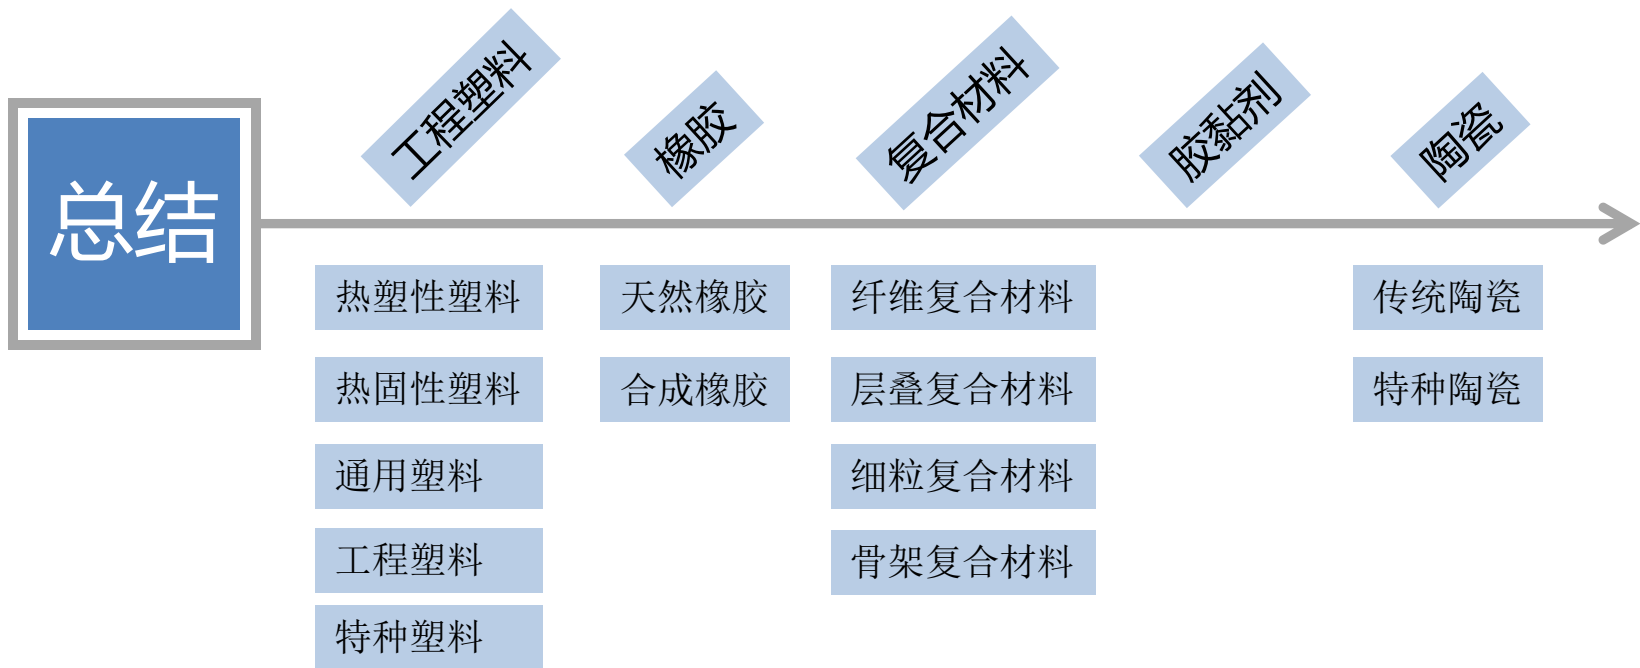 总结
工程塑料
橡胶
复合材料
胶黏剂
陶瓷
热塑性塑料
热固性塑料
通用塑料
工程塑料
特种塑料
天然橡胶
合成橡胶
纤维复合材料
层叠复合材料
细粒复合材料
骨架复合材料
传统陶瓷
特种陶瓷